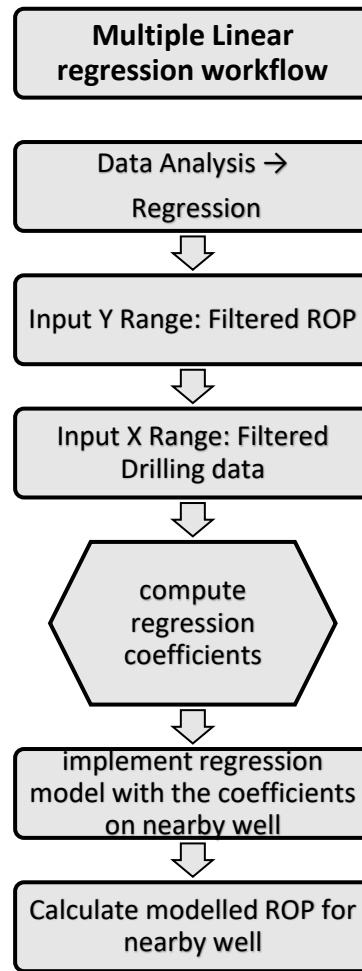 Multiple Linear
regression workflow
Data Analysis →
Regression
Input Y Range: Filtered ROP
Input X Range: Filtered
Drilling data
compute
regression
coefficients
implement regression
model with the coefficients
on nearby well
Calculate modelled ROP for
nearby well